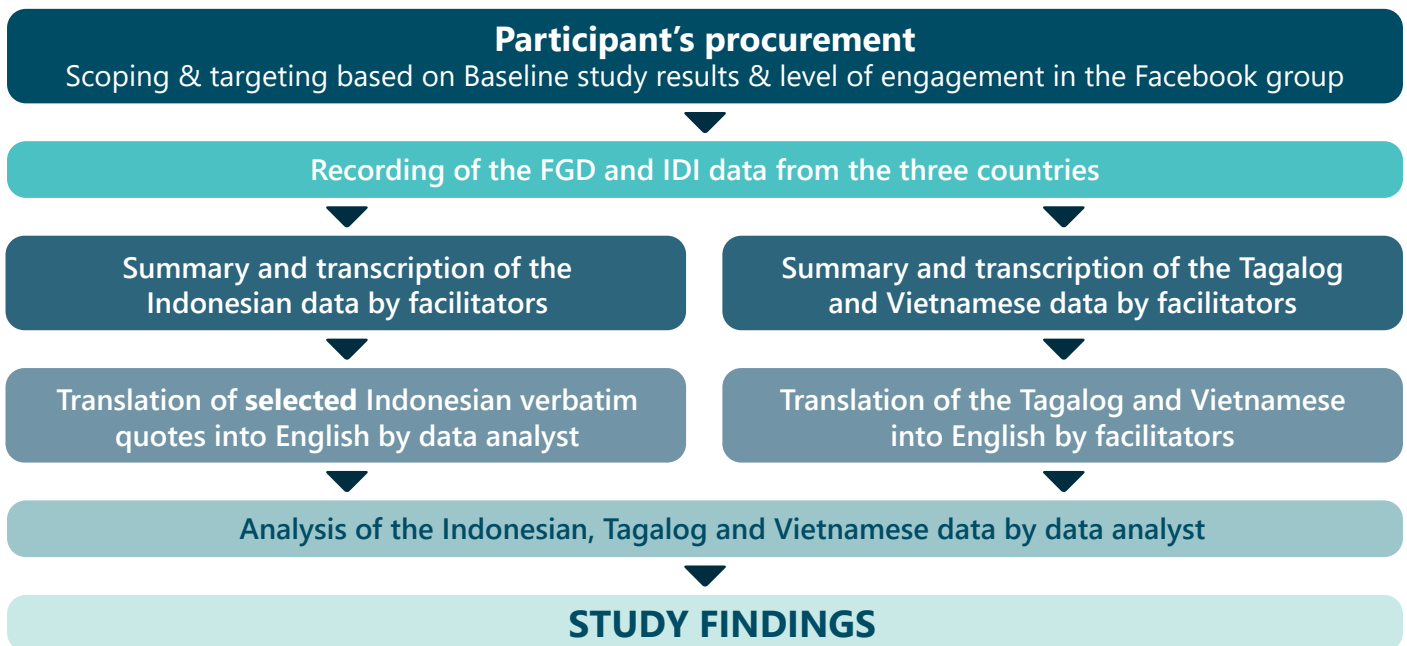 Participant’s procurement
Scoping & targeting based on Baseline study results & level of engagement in the Facebook group
Recording of the FGD and IDI data from the three countries
Summary and transcription of the
Indonesian data by facilitators
Summary and transcription of the Tagalog
and Vietnamese data by facilitators
Translation of selected Indonesian verbatim
quotes into English by data analyst
Translation of the Tagalog and Vietnamese
into English by facilitators
Analysis of the Indonesian, Tagalog and Vietnamese data by data analyst
STUDY FINDINGS